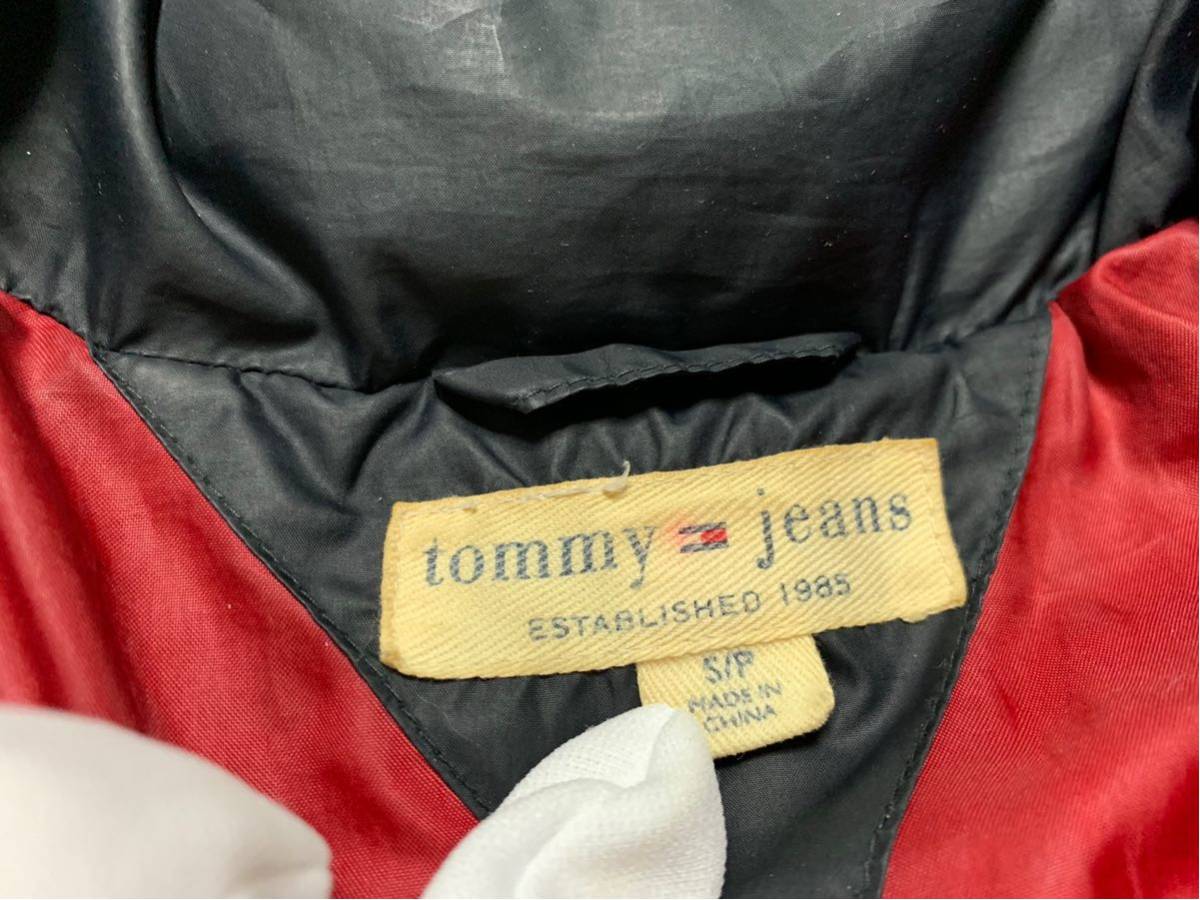 tommy jeans
ESTABLISHED 1985
S/P
MADE IN
CHINA